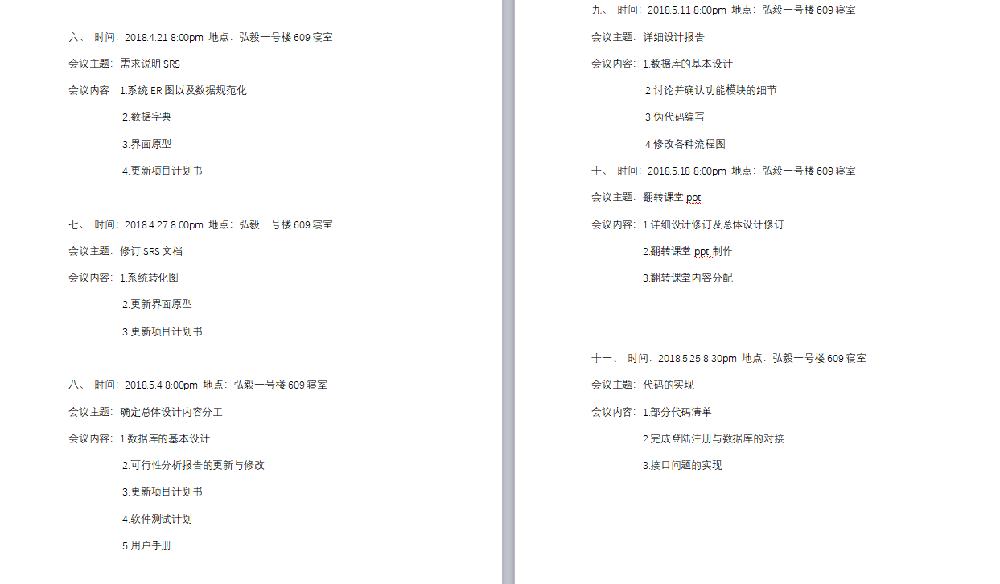 六、 时间：2018.4.21 8:00pm 地点：弘毅一号楼 609 寝室
会议主题：需求说明 SRS
会议内容：1.系统 ER 图以及数据规范化
2.数据字典
3.界面原型
4.更新项目计划书
七、 时间：2018.4.27 8:00pm 地点：弘毅一号楼 609 寝室
会议主题：修订 SRS 文档
会议内容：1.系统转化图
2.更新界面原型
3.更新项目计划书
八、 时间：2018.5.4 8:00pm 地点：弘毅一号楼 609 寝室
会议主题：确定总体设计内容分工
会议内容：1.数据库的基本设计
2.可行性分析报告的更新与修改
3.更新项目计划书
4.软件测试计划
5.用户手册
九、 时间：2018.5.11 8:00pm 地点：弘毅一号楼 609 寝室
会议主题：详细设计报告
会议内容：1.数据库的基本设计
2.讨论并确认功能模块的细节
3.伪代码编写
4.修改各种流程图
十、 时间：2018.5.18 8:00pm 地点：弘毅一号楼 609 寝室
会议主题：翻转课堂 ppt
会议内容：1.详细设计修订及总体设计修订
2.翻转课堂 ppt 制作
3.翻转课堂内容分配
十一、 时间：2018.5.25 8:30pm 地点：弘毅一号楼 609 寝室
会议主题：代码的实现
会议内容：1.部分代码清单
2.完成登陆注册与数据库的对接
3.接口问题的实现